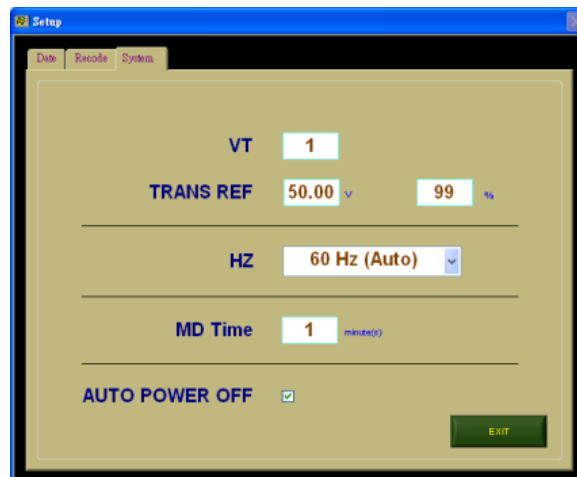 Setup
Date Recode System
VT 1
TRANS REF 50.00 V 99 %
HZ 60 Hz (Auto)
MD Time 1 minute(s)
AUTO POWER OFF
EXIT